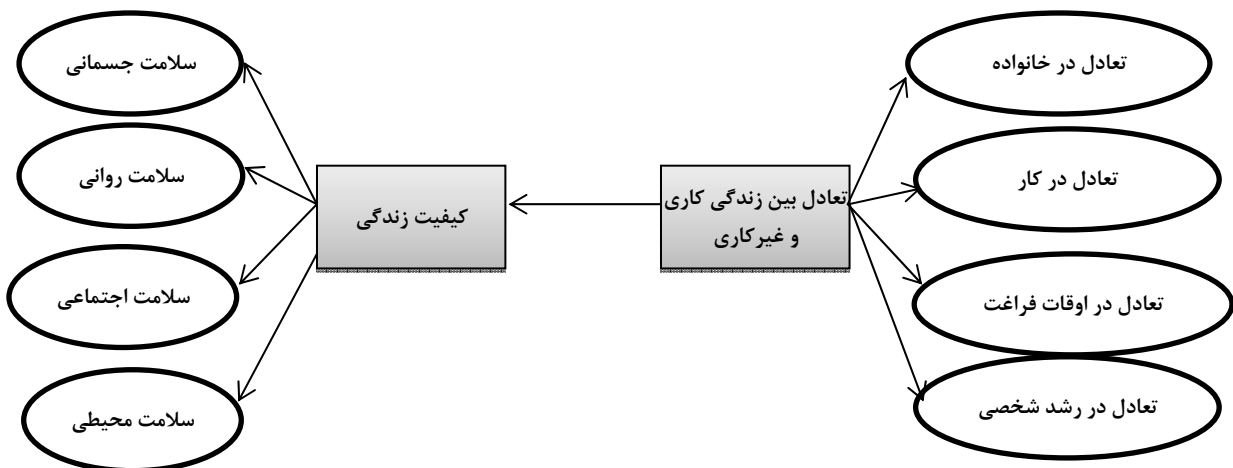 تعادل در خانواده
تعادل در کار
تعادل در اوقات فراغت
تعادل در رشد شخصی
تعادل بین زندگی کاری
و غیرکاری
کیفیت زندگی
سلامت جسمانی
سلامت روانی
سلامت اجتماعی
سلامت محیطی